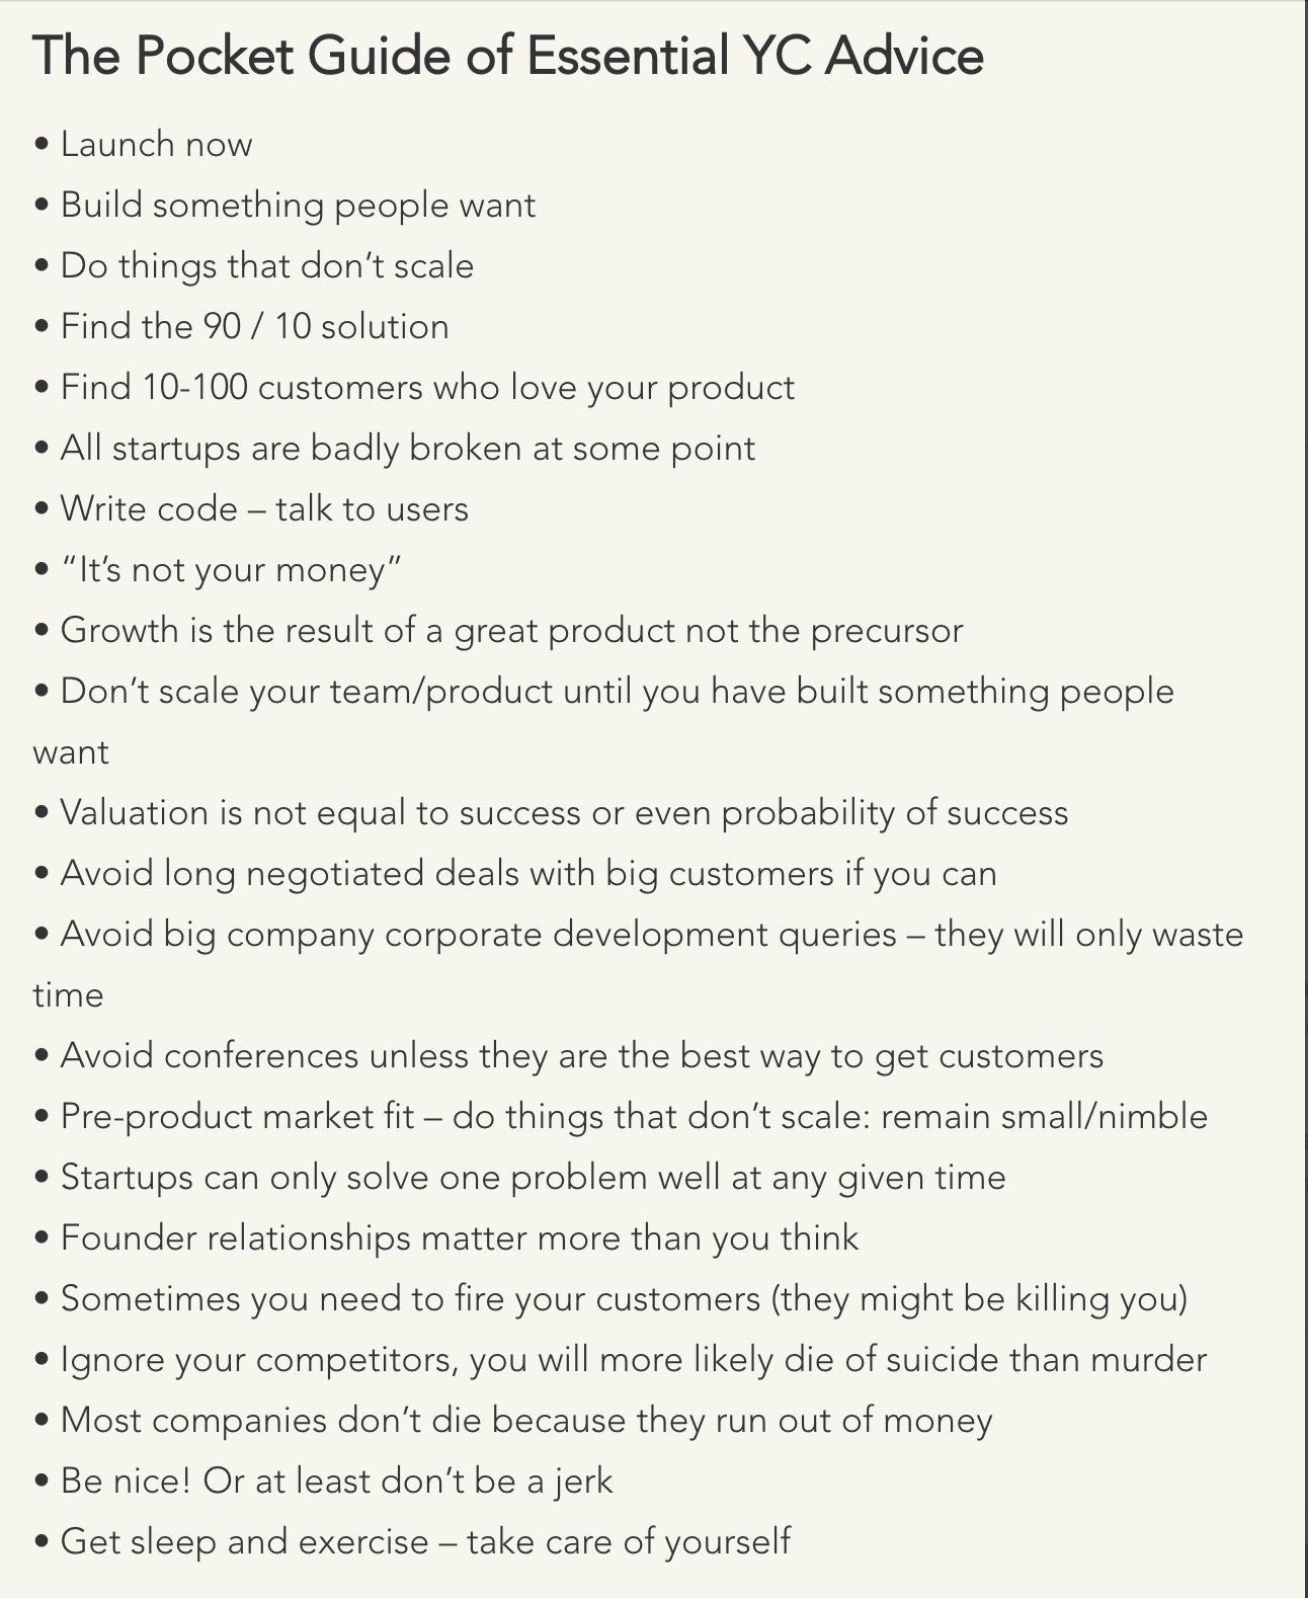 The Pocket Guide of Essential YC Advice
• Launch now
• Build something people want
• Do things that don’t scale
• Find the 90 / 10 solution
• Find 10-100 customers who love your product
• All startups are badly broken at some point
• Write code – talk to users
• “It’s not your money”
• Growth is the result of a great product not the precursor
• Don’t scale your team/product until you have built something people
want
• Valuation is not equal to success or even probability of success
• Avoid long negotiated deals with big customers if you can
• Avoid big company corporate development queries – they will only waste
time
• Avoid conferences unless they are the best way to get customers
• Pre-product market fit – do things that don’t scale: remain small/nimble
• Startups can only solve one problem well at any given time
• Founder relationships matter more than you think
• Sometimes you need to fire your customers (they might be killing you)
• Ignore your competitors, you will more likely die of suicide than murder
• Most companies don’t die because they run out of money
• Be nice! Or at least don’t be a jerk
• Get sleep and exercise – take care of yourself